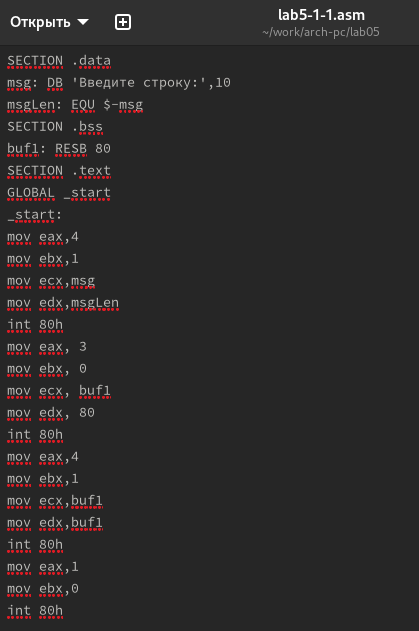 Открыть
lab5-1-1.asm
~/work/arch-pc/lab05
SECTION .data
msg: DB 'Введите строку:',10
msgLen: EQU $-msg
SECTION .bss
buf1: RESB 80
SECTION .text
GLOBAL _start
_start:
mov eax,4
mov ebx,1
mov ecx,msg
mov edx,msgLen
int 80h
mov eax, 3
mov ebx, 0
mov ecx, buf1
mov edx, 80
int 80h
mov eax,4
mov ebx,1
mov ecx,buf1
mov edx,buf1
int 80h
mov eax,1
mov ebx,0
int 80h